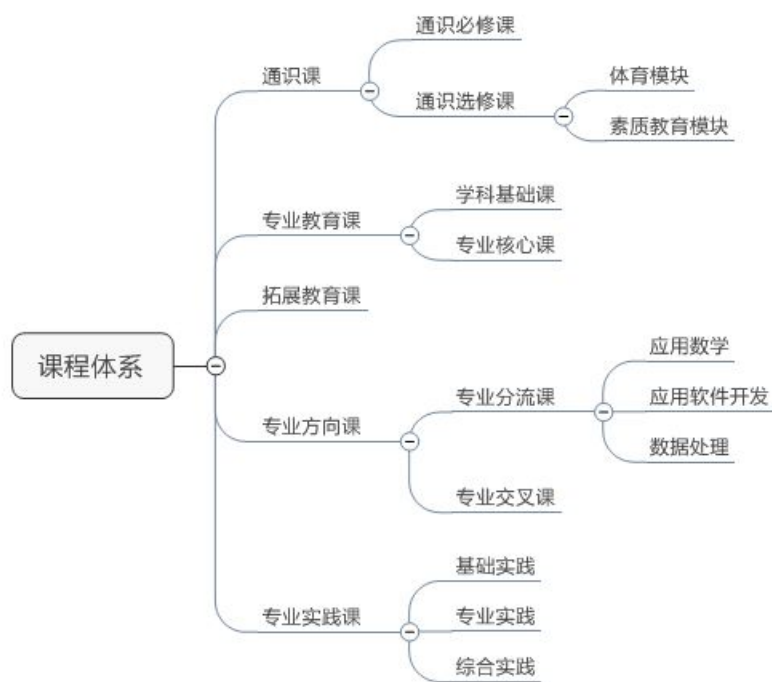 课程体系
通识课
通识必修课
通识选修课
体育模块
素质教育模块
专业教育课
学科基础课
专业核心课
拓展教育课
专业方向课
专业分流课
应用数学
应用软件开发
数据处理
专业交叉课
专业实践课
基础实践
专业实践
综合实践